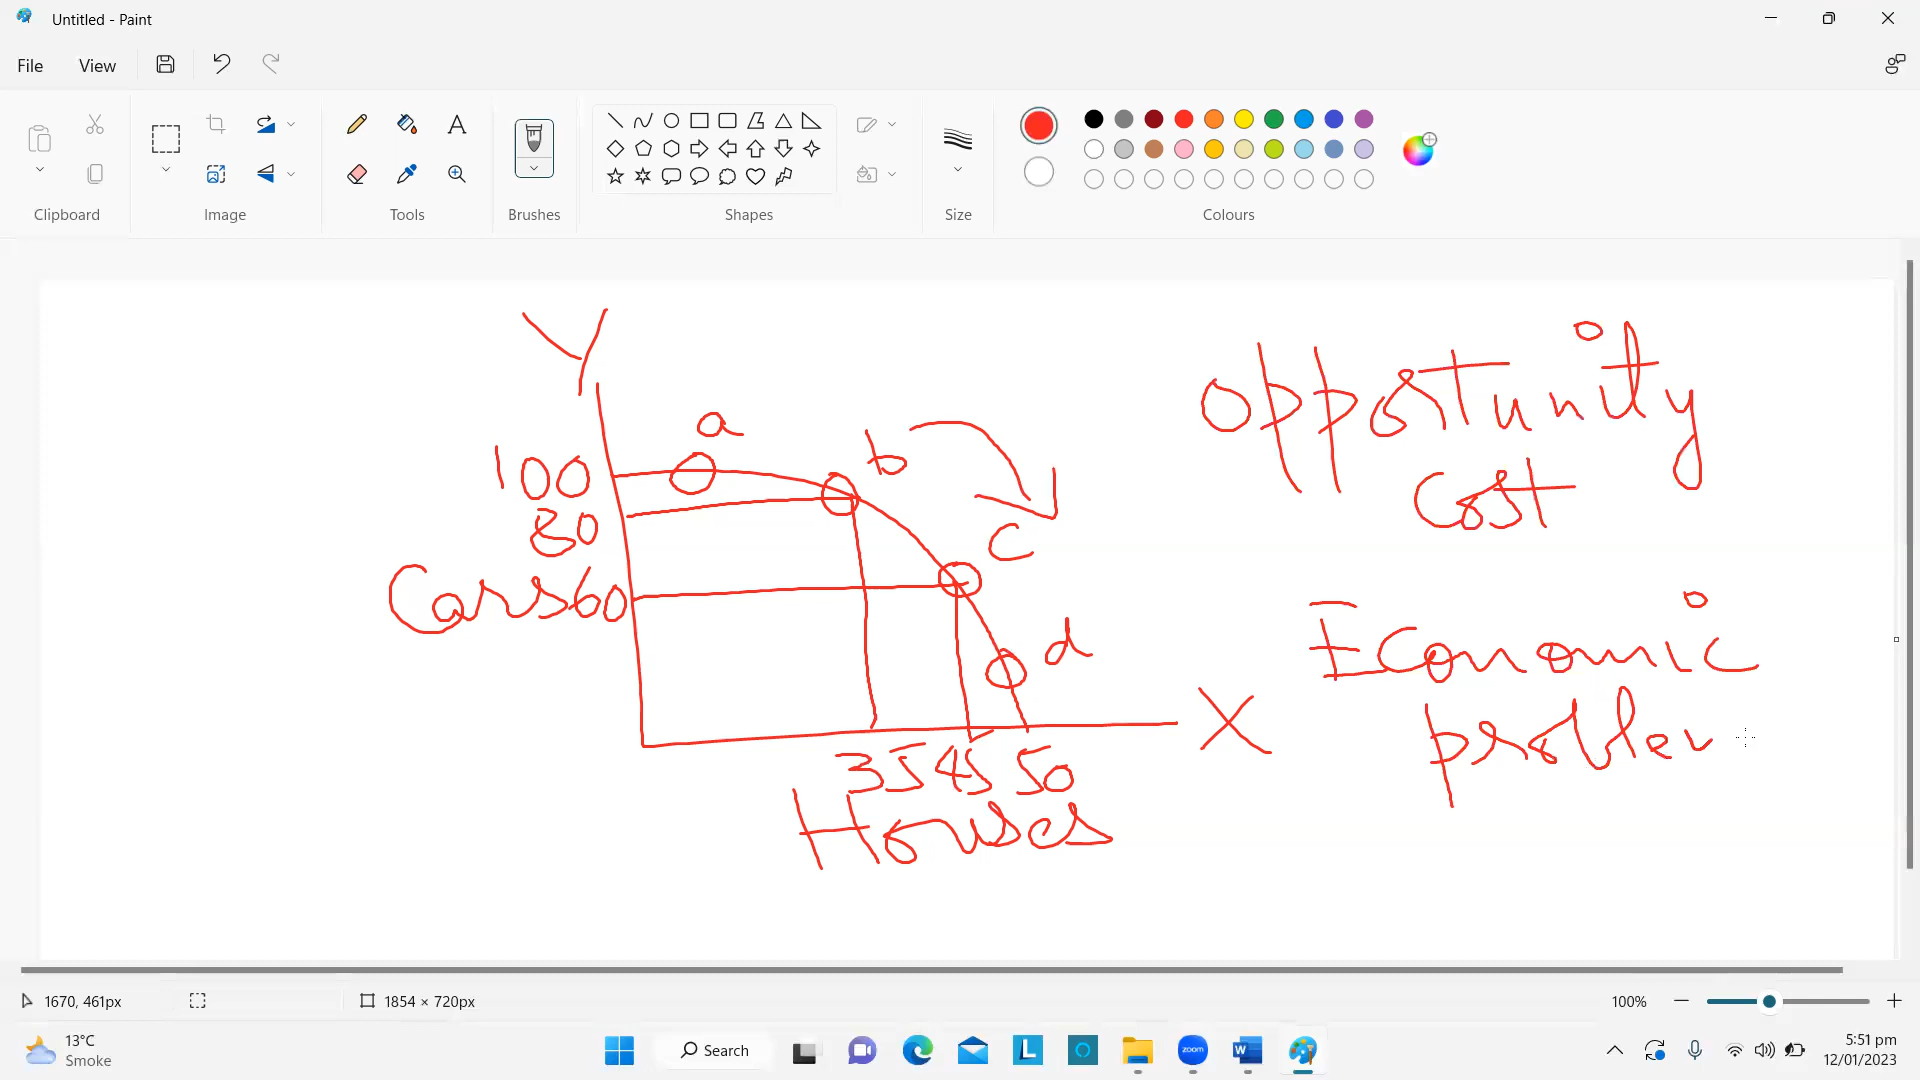 Untitled - Paint
File View
Clipboard
Image
Tools
Brushes
Shapes
Size
Colours
Y
a
b
100
80
c
Cars 60
d
X
35 45 50
Houses
Opportunity
Cost
Economic
problem
1670, 461px
1854 × 720px
100%
13°C
Smoke
Search
zoom
5:51 pm
12/01/2023